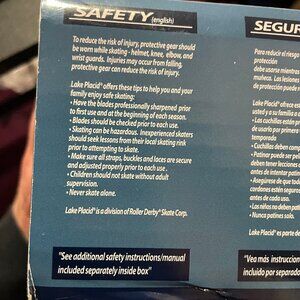 SAFETY (english)
To reduce the risk of injury, protective gear should
be worn while skating - helmet, knee, elbow, and
wrist guards. Injuries may occur from falling.
protective gear can reduce the risk of injury.
Lake Placid® offers these tips to help you and your
family enjoy safe skating:
• Have the blades professionally sharpened prior
to first use and at the beginning of each season.
• Blades should be checked prior to each use.
• Skating can be hazardous. Inexperienced skaters
should seek lessons from their local skating rink
prior to attempting to skate.
• Make sure all straps, buckles and laces are secure
and adjusted properly prior to each use.
• Children should not skate without adult
supervision.
• Never skate alone.
Lake Placid® is a division of Roller Derby® Skate Corp.
"See additional safety instructions/manual
included separately inside box"
SEGUR
Para reducir el riesgo
protección
debe usarse mientras
muñecas. Las lesiones
de protección puede
Lake Placid® ofrece es
usted y a su familia a
• Las cuchillas están
de usar por primera
temporada.
• Cuchillas deben comp
• Patinar puede ser pe
deben tomar
antes de intentar pat
• Asegúrese de que tod
cordones estén seguros
antes de cada uso.
• Los niños no deben patin
• Nunca patines solo.
Lake Placid® es parte de
"Vea más instruccion
incluido por separado